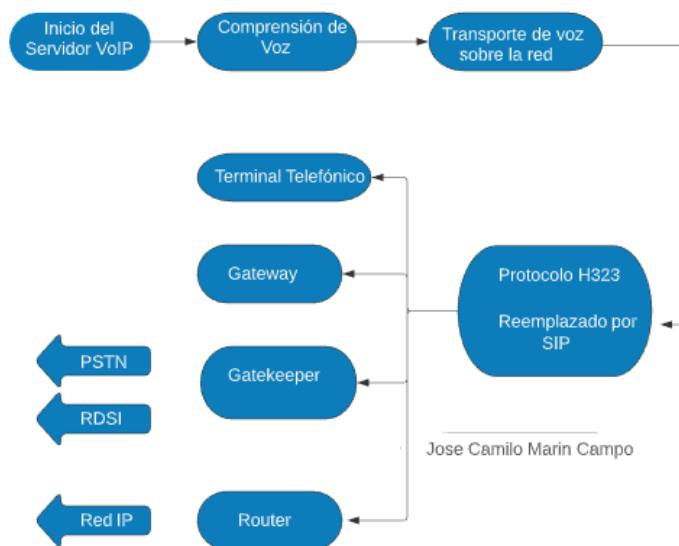 Inicio del
Servidor VoIP
Comprensión de
Voz
Transporte de voz
sobre la red
Terminal Telefónico
Gateway
Protocolo H323
Reemplazado por
SIP
PSTN
Gatekeeper
RDSI
Jose Camilo Marin Campo
Red IP
Router